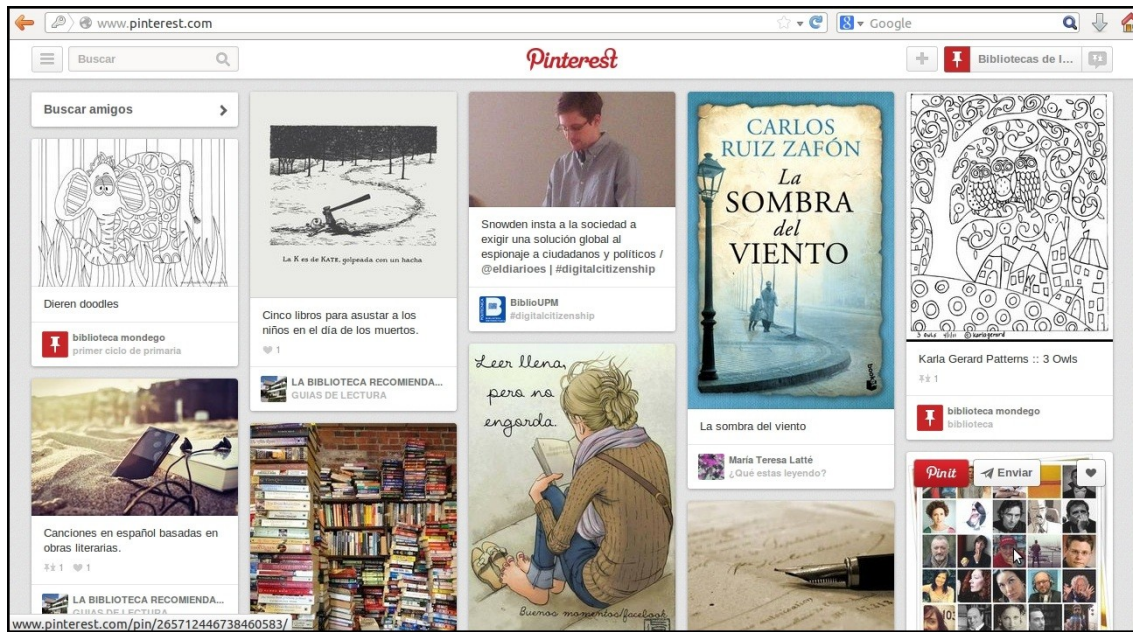 www.pinterest.com
Google
Buscar
Pinterest
Bibliotecas de l...
Buscar amigos
Dieren doodles
biblioteca mondego
primer ciclo de primaria
Canciones en español basadas en
obras literarias.
1 1
LA BIBLIOTECA RECOMIENDA...
GUIAS DE LECTURA
La K es de KATE, golpeada con un hacha
Cinco libros para asustar a los
niños en el día de los muertos.
1
LA BIBLIOTECA RECOMIENDA...
GUIAS DE LECTURA
Snowden insta a la sociedad a
exigir una solución global al
espionaje a ciudadanos y políticos /
@eldiarioes | #digitalcitizenship
BiblioUPM
#digitalcitizenship
Leer llena,
pero no
engorda.
Buenos momentos/facebook
CARLOS
RUIZ ZAFÓN
La
SOMBRA
del
VIENTO
booket
La sombra del viento
María Teresa Latté
¿Qué estas leyendo?
3 owls
© karla gerard
Karla Gerard Patterns :: 3 Owls
1
biblioteca mondego
biblioteca
Pinit
Enviar
www.pinterest.com/pin/265712446738460583/